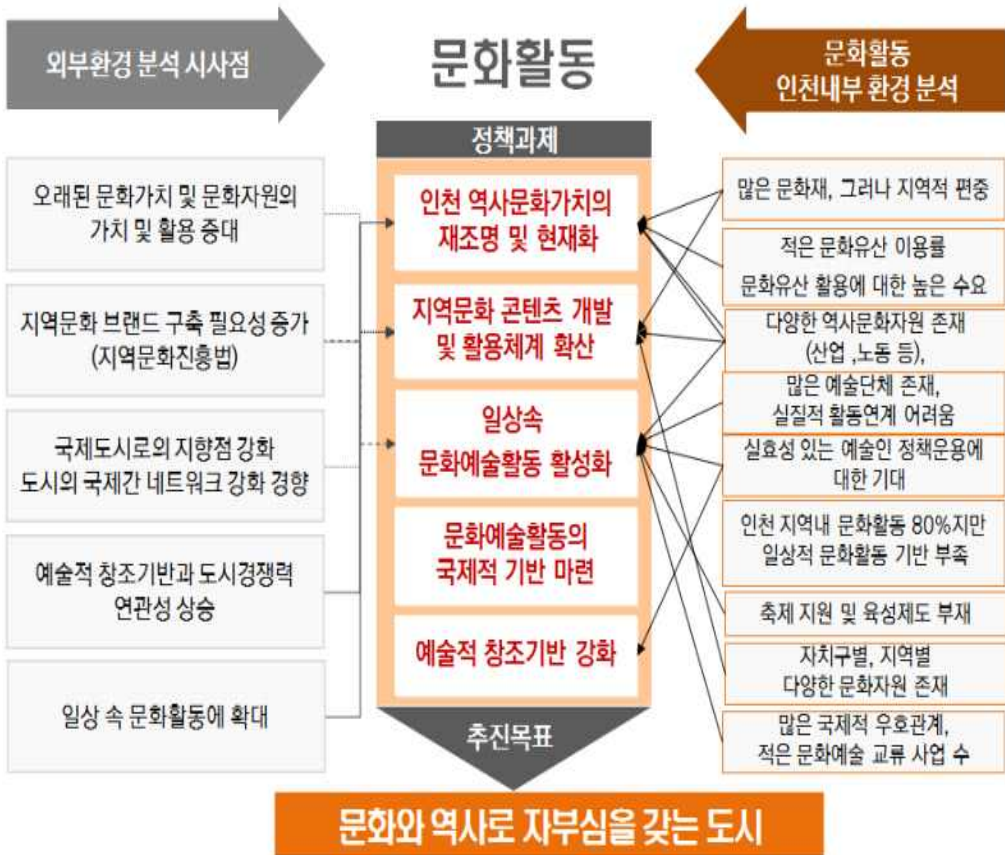 외부환경 분석 시사점
문화활동
문화활동
인천내부 환경 분석
정책과제
오래된 문화가치 및 문화자원의
가치 및 활용 증대
지역문화 브랜드 구축 필요성 증가
(지역문화진흥법)
국제도시로의 지향점 강화
도시의 국제간 네트워크 강화 경향
예술적 창조기반과 도시경쟁력
연관성 상승
일상 속 문화활동에 확대
인천 역사문화가치의
재조명 및 현재화
지역문화 콘텐츠 개발
및 활용체계 확산
일상속
문화예술활동 활성화
문화예술활동의
국제적 기반 마련
예술적 창조기반 강화
많은 문화재, 그러나 지역적 편중
적은 문화유산 이용률
문화유산 활용에 대한 높은 수요
다양한 역사문화자원 존재
(산업 ,노동 등),
많은 예술단체 존재,
실질적 활동연계 어려움
실효성 있는 예술인 정책운용에
대한 기대
인천 지역내 문화활동 80%지만
일상적 문화활동 기반 부족
축제 지원 및 육성제도 부재
자치구별, 지역별
다양한 문화자원 존재
많은 국제적 우호관계,
적은 문화예술 교류 사업 수
추진목표
문화와 역사로 자부심을 갖는 도시